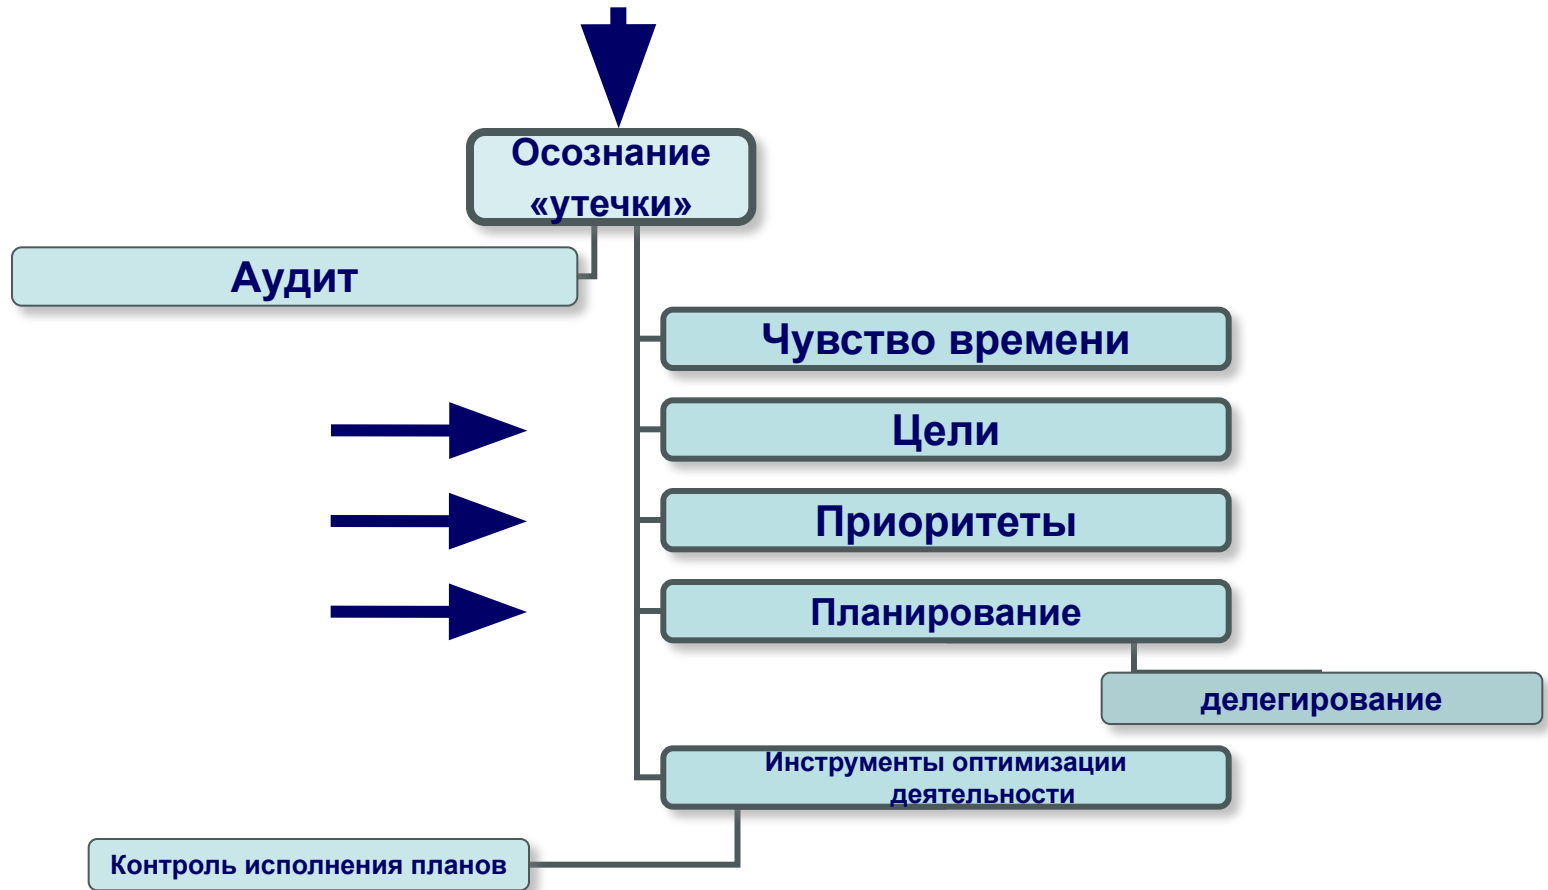 Осознание
«утечки»
Аудит
Чувство времени
Цели
Приоритеты
Планирование
делегирование
Инструменты оптимизации
деятельности
Контроль исполнения планов